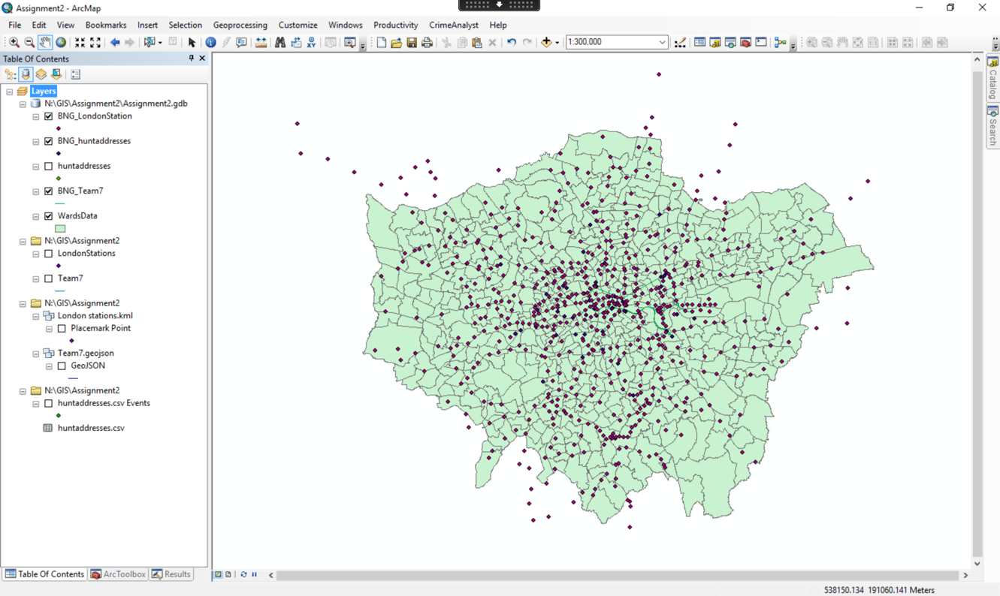 Assignment2 - ArcMap
File Edit View Bookmarks Insert Selection Geoprocessing Customize Windows Productivity CrimeAnalyst Help
1:300,000
Table Of Contents
Layers
N:\GIS\Assignment2\Assignment2.gdb
BNG_LondonStation
BNG_huntaddresses
huntaddresses
BNG_Team7
WardsData
N:\GIS\Assignment2
LondonStations
Team7
N:\GIS\Assignment2
London stations.kml
Placemark Point
Team7.geojson
GeoJSON
N:\GIS\Assignment2
huntaddresses.csv Events
huntaddresses.csv
Catalog
Search
Table Of Contents ArcToolbox Results
538150.134 191060.141 Meters